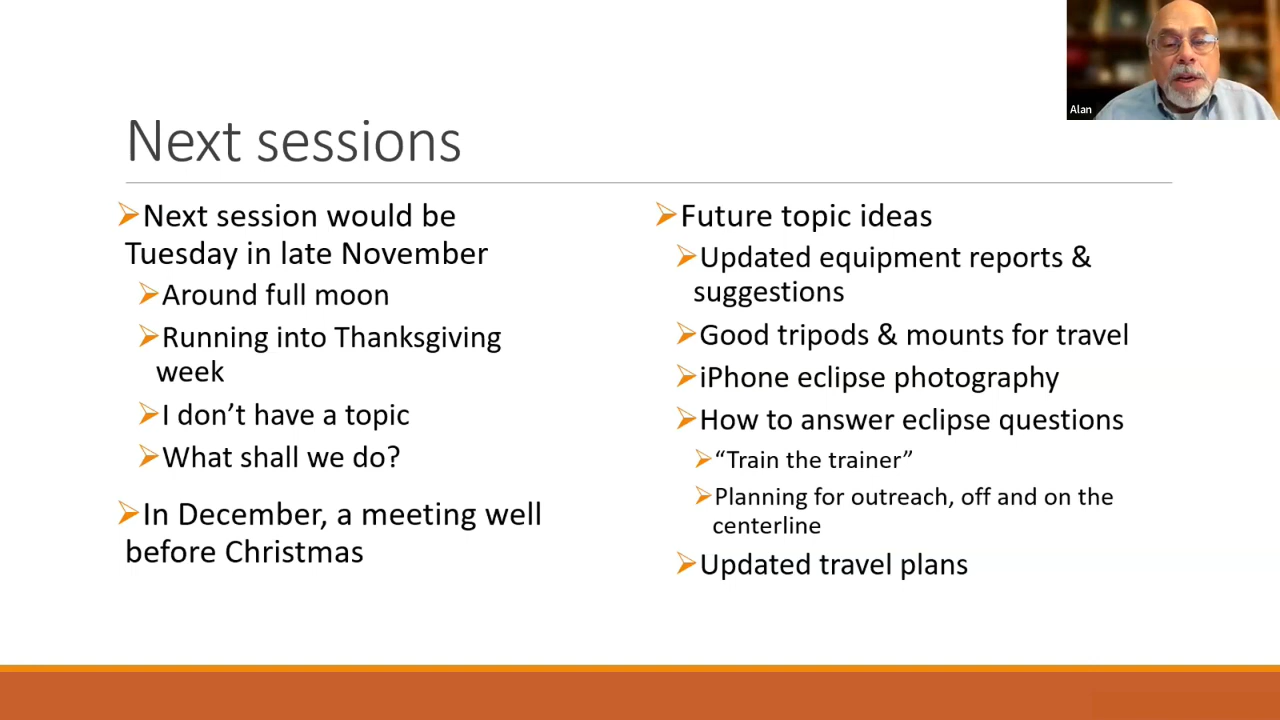 Alan
Next sessions
Next session would be
Tuesday in late November
Around full moon
Running into Thanksgiving
week
I don’t have a topic
What shall we do?
In December, a meeting well
before Christmas
Future topic ideas
Updated equipment reports &
suggestions
Good tripods & mounts for travel
iPhone eclipse photography
How to answer eclipse questions
“Train the trainer”
Planning for outreach, off and on the
centerline
Updated travel plans